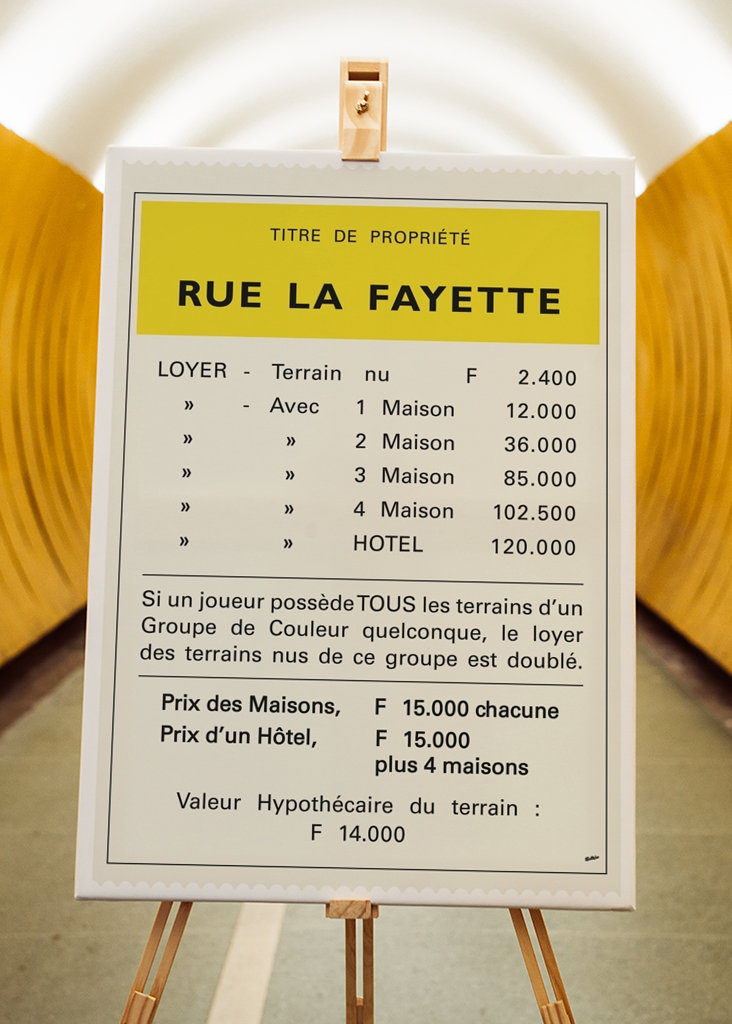 TITRE DE PROPRIÉTÉ
RUE LA FAYETTE
LOYER - Terrain nu F 2.400
» - Avec 1 Maison 12.000
» » 2 Maison 36.000
» » 3 Maison 85.000
» » 4 Maison 102.500
» » HOTEL 120.000
Si un joueur possède TOUS les terrains d’un
Groupe de Couleur quelconque, le loyer
des terrains nus de ce groupe est doublé.
Prix des Maisons, F 15.000 chacune
Prix d’un Hôtel, F 15.000
plus 4 maisons
Valeur Hypothécaire du terrain :
F 14.000